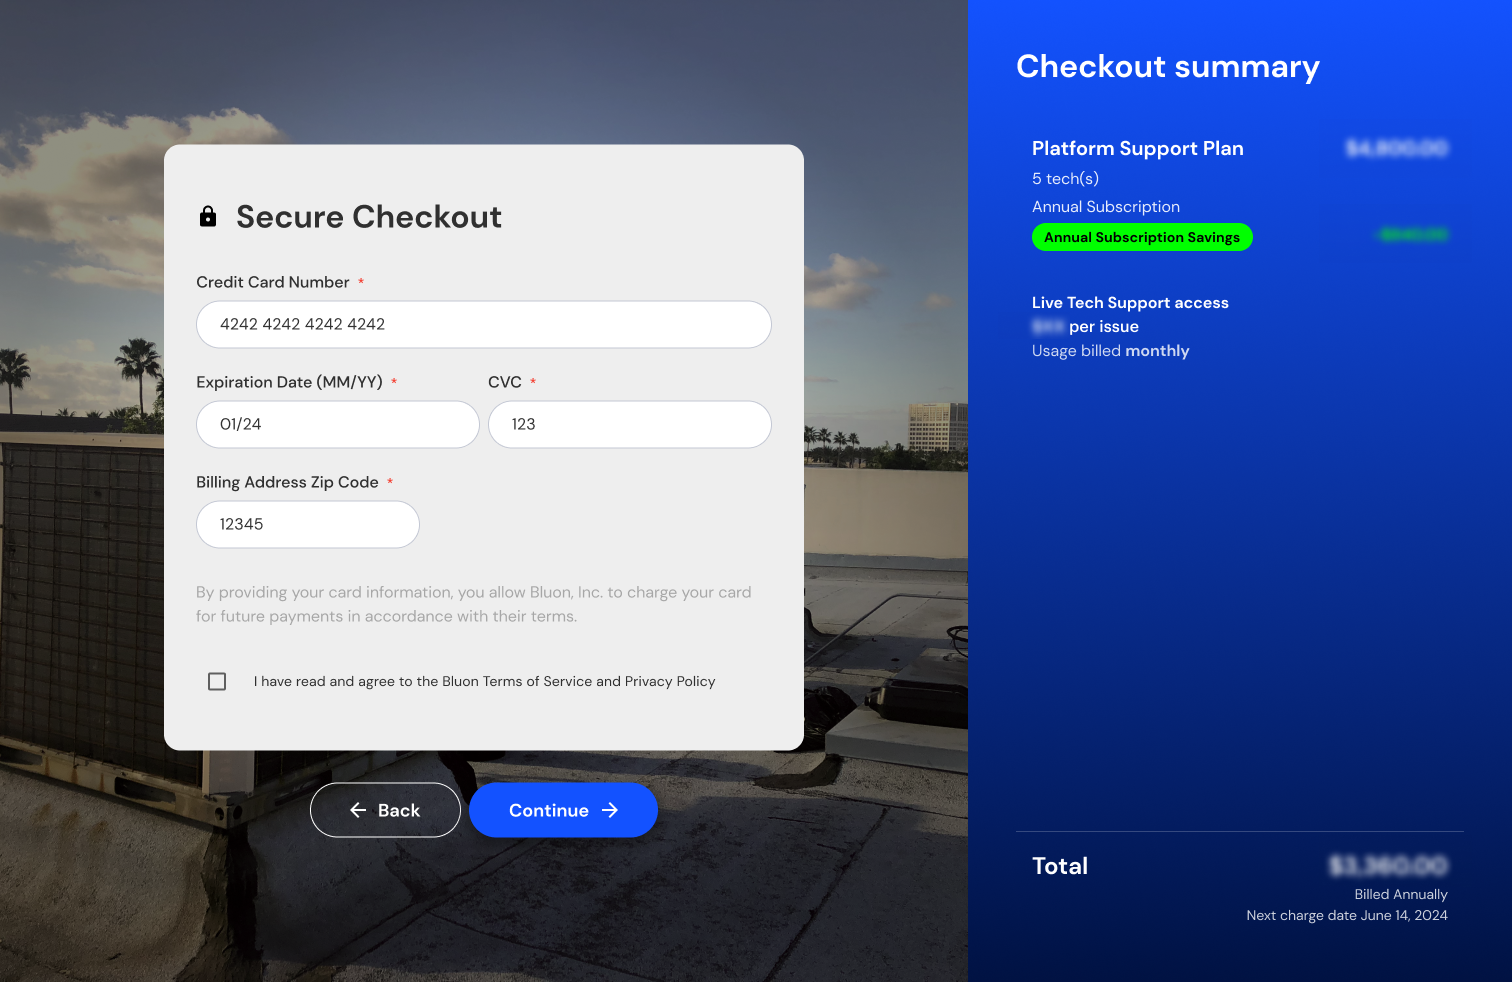 Secure Checkout
Credit Card Number *
4242 4242 4242 4242
Expiration Date (MM/YY) *
CVC *
01/24
123
Billing Address Zip Code *
12345
By providing your card information, you allow Bluon, Inc. to charge your card
for future payments in accordance with their terms.
I have read and agree to the Bluon Terms of Service and Privacy Policy
Back
Continue
Checkout summary
Platform Support Plan
5 tech(s)
Annual Subscription
Annual Subscription Savings
Live Tech Support access
per issue
Usage billed monthly
Total
Billed Annually
Next charge date June 14, 2024